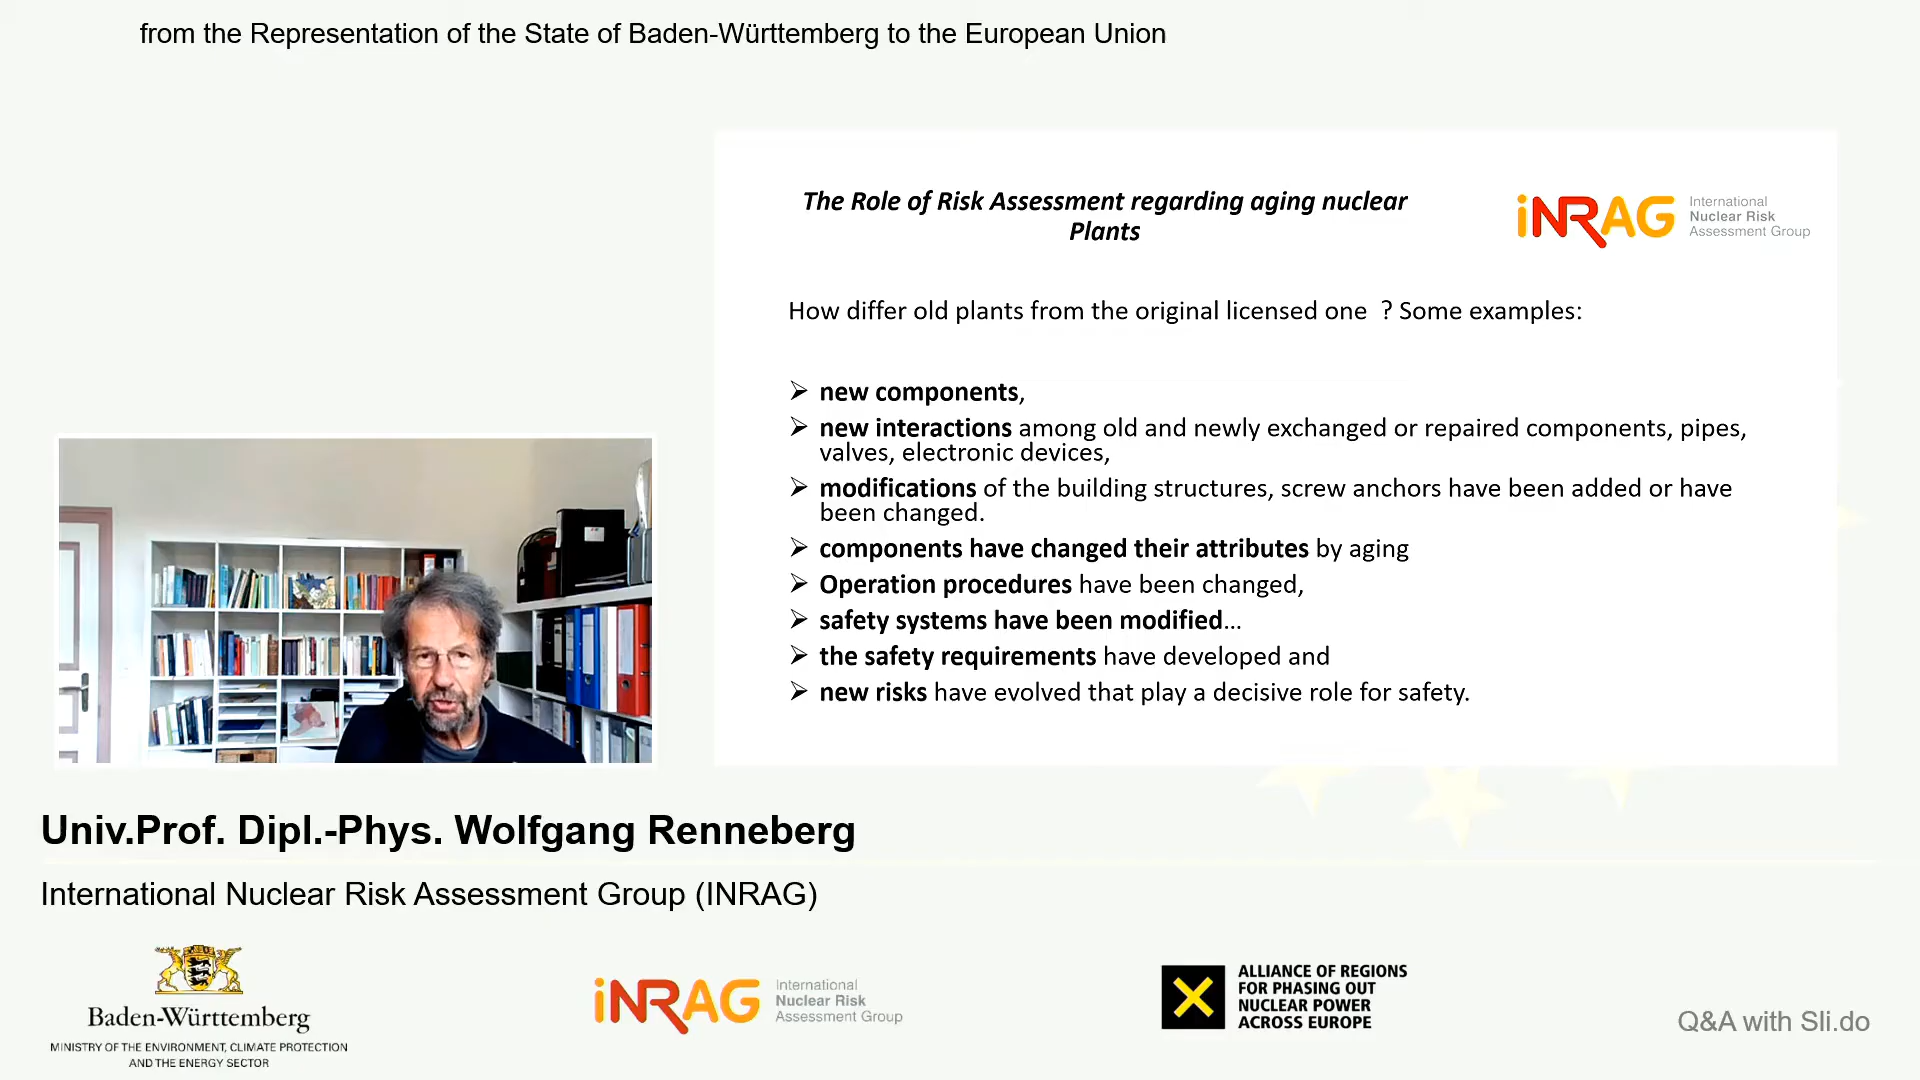 from the Representation of the State of Baden-Württemberg to the European Union
The Role of Risk Assessment regarding aging nuclear
Plants
iNRAG
International
Nuclear Risk
Assessment Group
How differ old plants from the original licensed one ? Some examples:
➢ new components,
➢ new interactions among old and newly exchanged or repaired components, pipes,
valves, electronic devices,
➢ modifications of the building structures, screw anchors have been added or have
been changed.
➢ components have changed their attributes by aging
➢ Operation procedures have been changed,
➢ safety systems have been modified...
➢ the safety requirements have developed and
➢ new risks have evolved that play a decisive role for safety.
Univ.Prof. Dipl.-Phys. Wolfgang Renneberg
International Nuclear Risk Assessment Group (INRAG)
Baden-Württemberg
MINISTRY OF THE ENVIRONMENT, CLIMATE PROTECTION
AND THE ENERGY SECTOR
iNRAG
International
Nuclear Risk
Assessment Group
ALLIANCE OF REGIONS
FOR PHASING OUT
NUCLEAR POWER
ACROSS EUROPE
Q&A with Sli.do